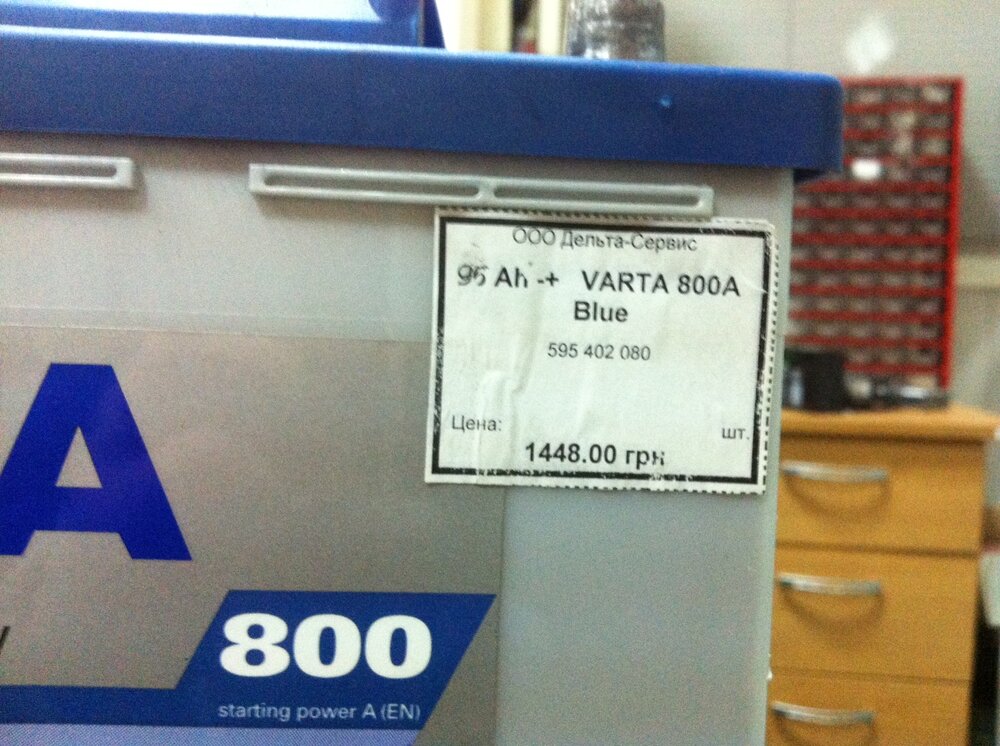 ООО Дельта-Сервис
95 Ah -+ VARTA 800A
Blue
595 402 080
Цена:
шт.
1448.00 грн
A
800
starting power A (EN)